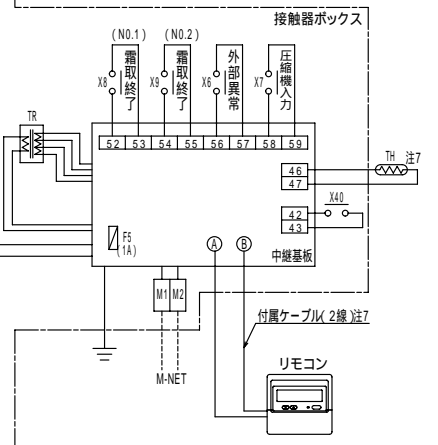 接触器ボックス
(NO.1)
(NO.2)
X8
霜取終了
X9
霜取終了
X6
外部異常
X7
圧縮機入力
TR
52 53 54 55 56 57 58 59
46
47
TH 注7
X40
42
43
F5
(1A)
A
B
中継基板
M1 M2
付属ケーブル(2線)注7
M-NET
リモコン